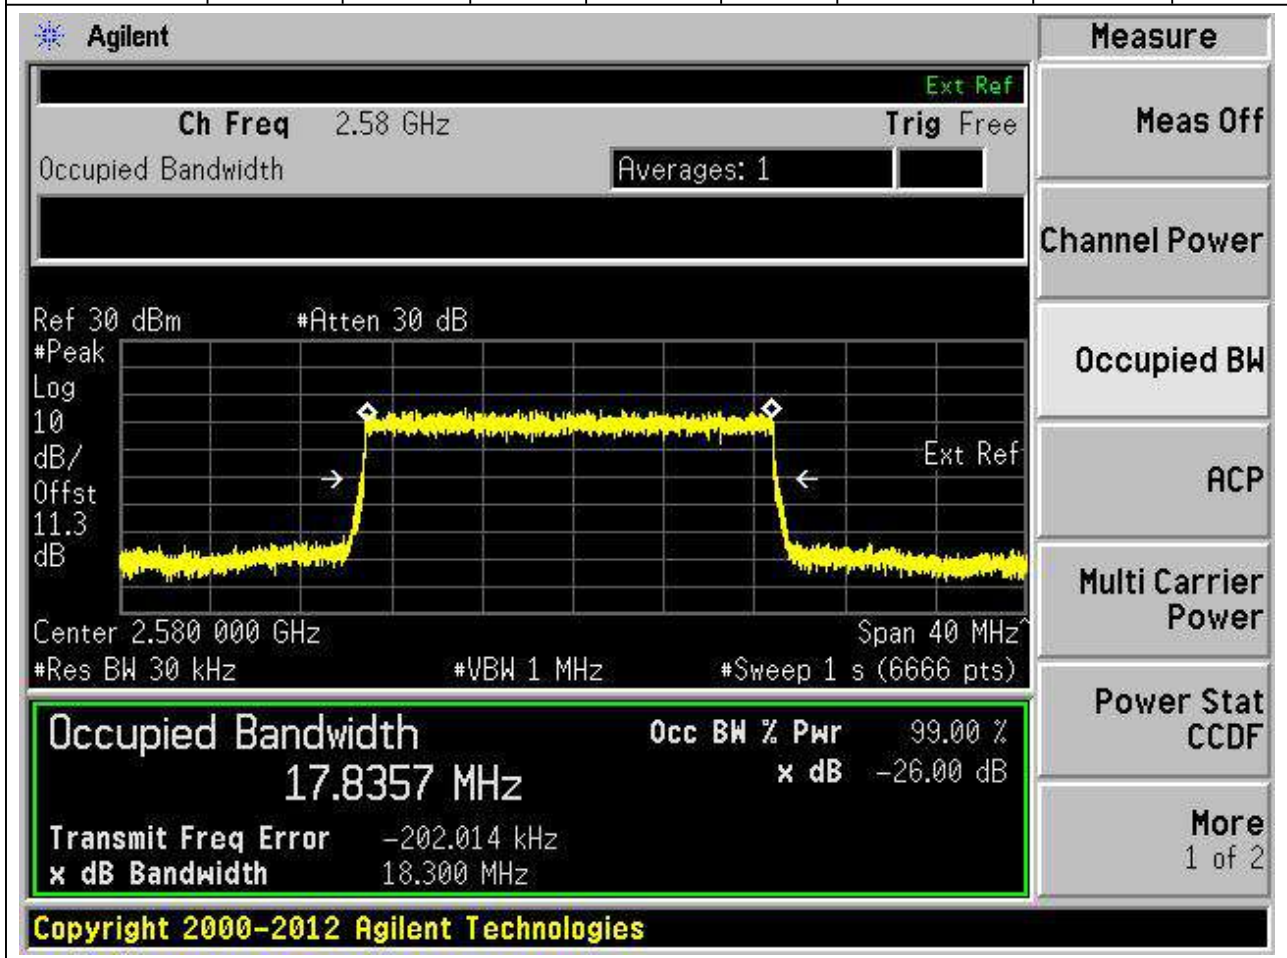 Agilent
Measure
Ext Ref
Ch Freq 2.58 GHz Trig Free
Meas Off
Occupied Bandwidth Averages: 1
Channel Power
Ref 30 dBm #Atten 30 dB
#Peak
Log
10
dB/
Offst
11.3
dB
Ext Ref
Occupied BW
ACP
Center 2.580 000 GHz Span 40 MHz^
#Res BW 30 kHz #VBW 1 MHz #Sweep 1 s (6666 pts)
Multi Carrier
Power
Occupied Bandwidth Occ BW % Pwr 99.00 %
17.8357 MHz x dB -26.00 dB
Transmit Freq Error -202.014 kHz
x dB Bandwidth 18.300 MHz
Power Stat
CCDF
More
1 of 2
Copyright 2000-2012 Agilent Technologies